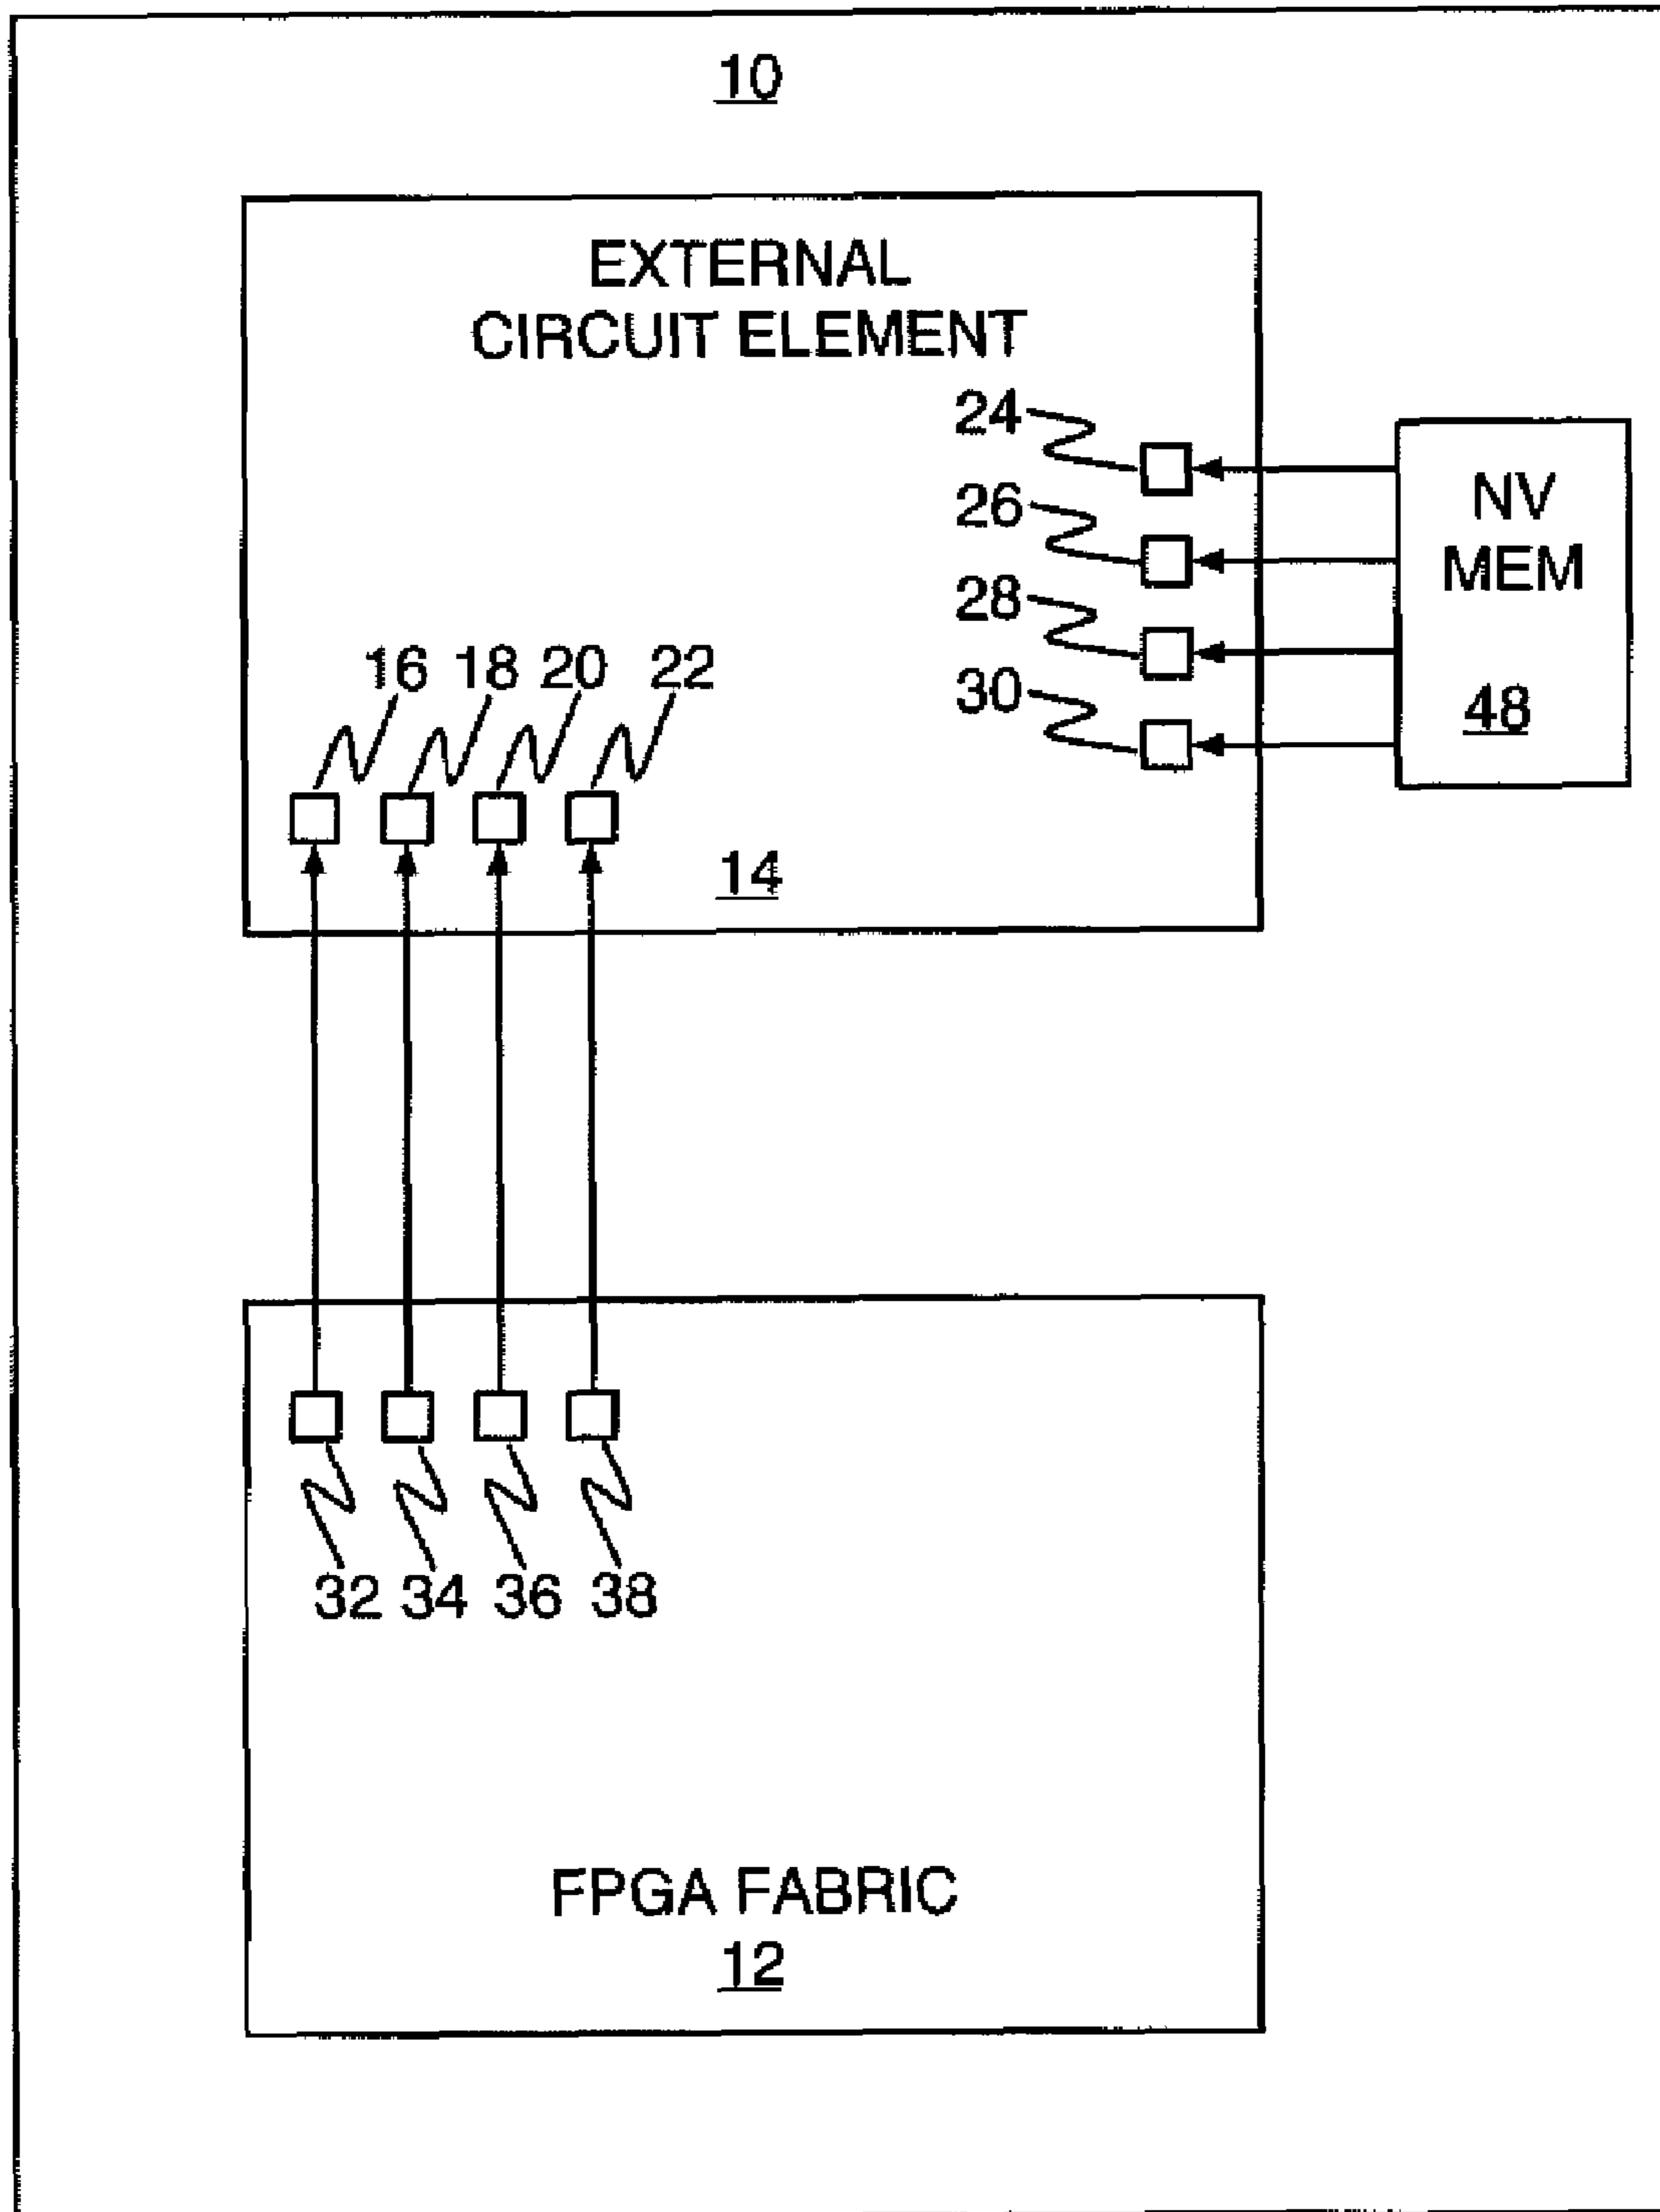 10
EXTERNAL
CIRCUIT ELEMENT
24
26
28
30
NV
MEM
48
16 18 20 22
14
32 34 36 38
FPGA FABRIC
12